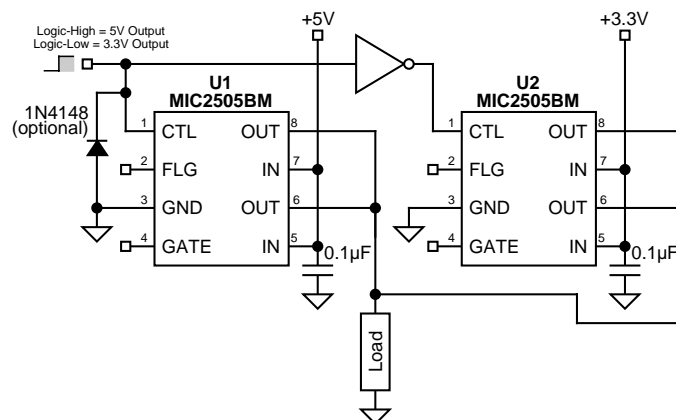 Logic-High = 5V Output
Logic-Low = 3.3V Output
+5V
+3.3V
U1
MIC2505BM
U2
MIC2505BM
1N4148
(optional)
1 CTL OUT 8
2 FLG IN 7
3 GND OUT 6
4 GATE IN 5
0.1µF
1 CTL OUT 8
2 FLG IN 7
3 GND OUT 6
4 GATE IN 5
0.1µF
Load